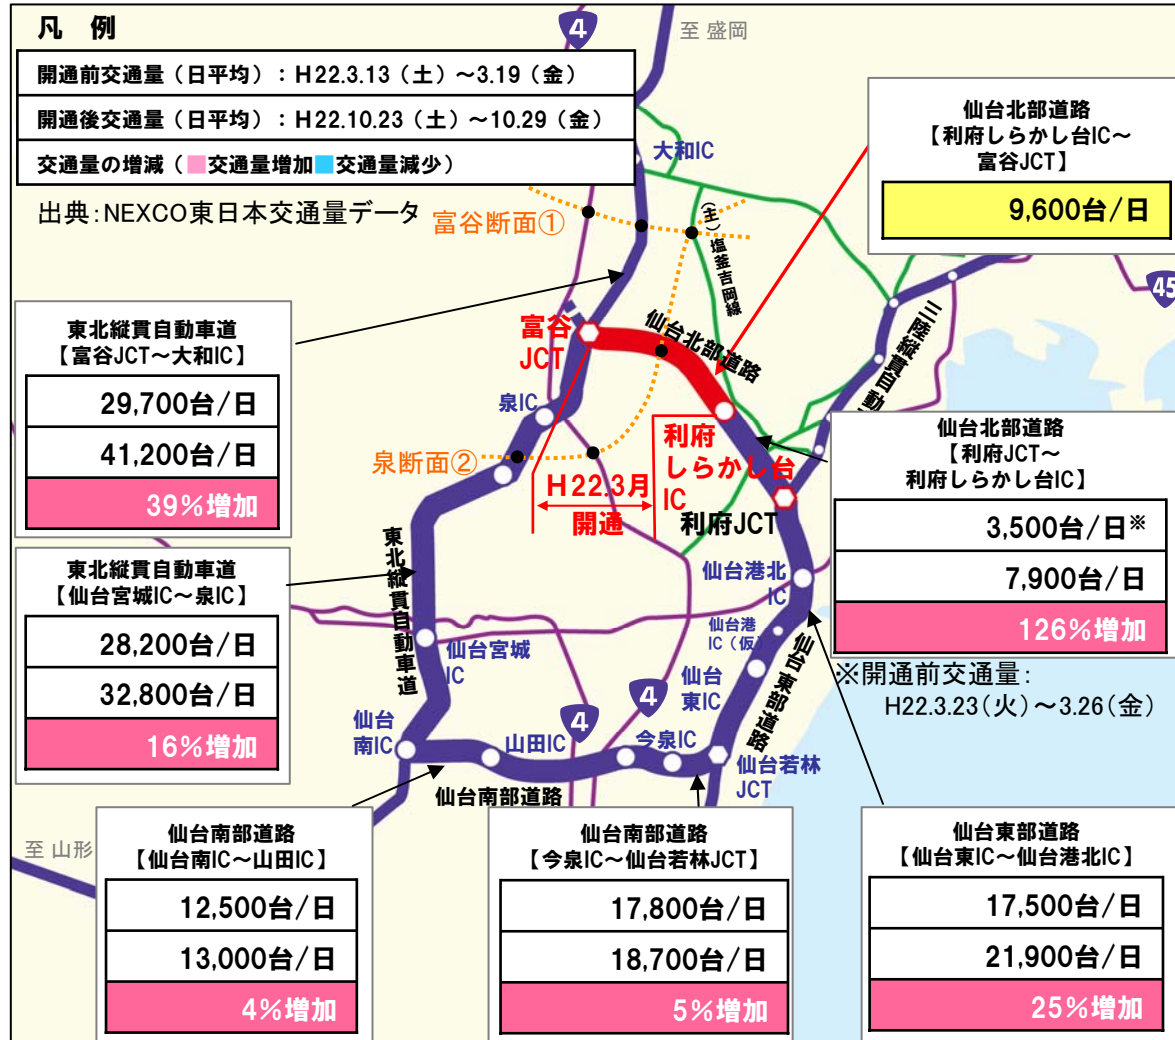 凡 例
開通前交通量（日平均）：Ｈ22.3.13（土）～3.19（金）
開通後交通量（日平均）：Ｈ22.10.23（土）～10.29（金）
交通量の増減（■交通量増加■交通量減少）
出典：NEXCO東日本交通量データ
4
至 盛岡
大和IC
富谷断面①
（主）塩釜吉岡線
仙台北部道路
【利府しらかし台IC～
富谷JCT】
9,600台/日
45
三陸縦貫自動
東北縦貫自動車道
【富谷JCT～大和IC】
29,700台/日
41,200台/日
39%増加
富谷
JCT
仙台北部道路
泉IC
泉断面②
Ｈ22.3月
開通
利府
しらかし台
IC
利府JCT
仙台北部道路
【利府JCT～
利府しらかし台IC】
3,500台/日※
7,900台/日
126%増加
※開通前交通量：
H22.3.23（火）～3.26（金）
東北縦貫自動車道
【仙台宮城IC～泉IC】
28,200台/日
32,800台/日
16%増加
東北縦貫自動車道
仙台宮城
IC
仙台港北
IC
仙台港
IC（仮）
仙台
東IC
仙台東部道路
仙台
南IC
山田IC
4
4
今泉IC
仙台若林
JCT
仙台南部道路
至 山形
仙台南部道路
【仙台南IC～山田IC】
12,500台/日
13,000台/日
4%増加
仙台南部道路
【今泉IC～仙台若林JCT】
17,800台/日
18,700台/日
5%増加
仙台東部道路
【仙台東IC～仙台港北IC】
17,500台/日
21,900台/日
25%増加